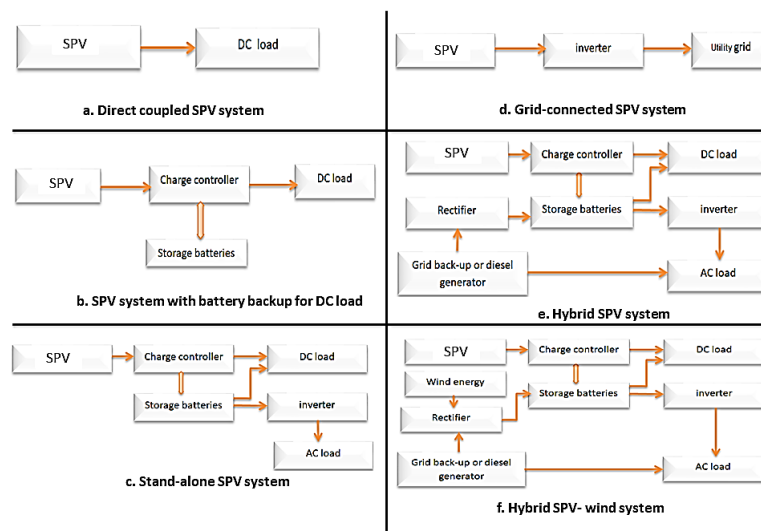 SPV
DC load
a. Direct coupled SPV system
SPV
Charge controller
DC load
Storage batteries
b. SPV system with battery backup for DC load
SPV
Charge controller
DC load
Storage batteries
inverter
AC load
c. Stand-alone SPV system
SPV
inverter
Utility grid
d. Grid-connected SPV system
SPV
Charge controller
DC load
Rectifier
Storage batteries
inverter
Grid back-up or diesel
generator
AC load
e. Hybrid SPV system
SPV
Charge controller
DC load
Wind energy
Storage batteries
inverter
Rectifier
Grid back-up or diesel
generator
AC load
f. Hybrid SPV- wind system